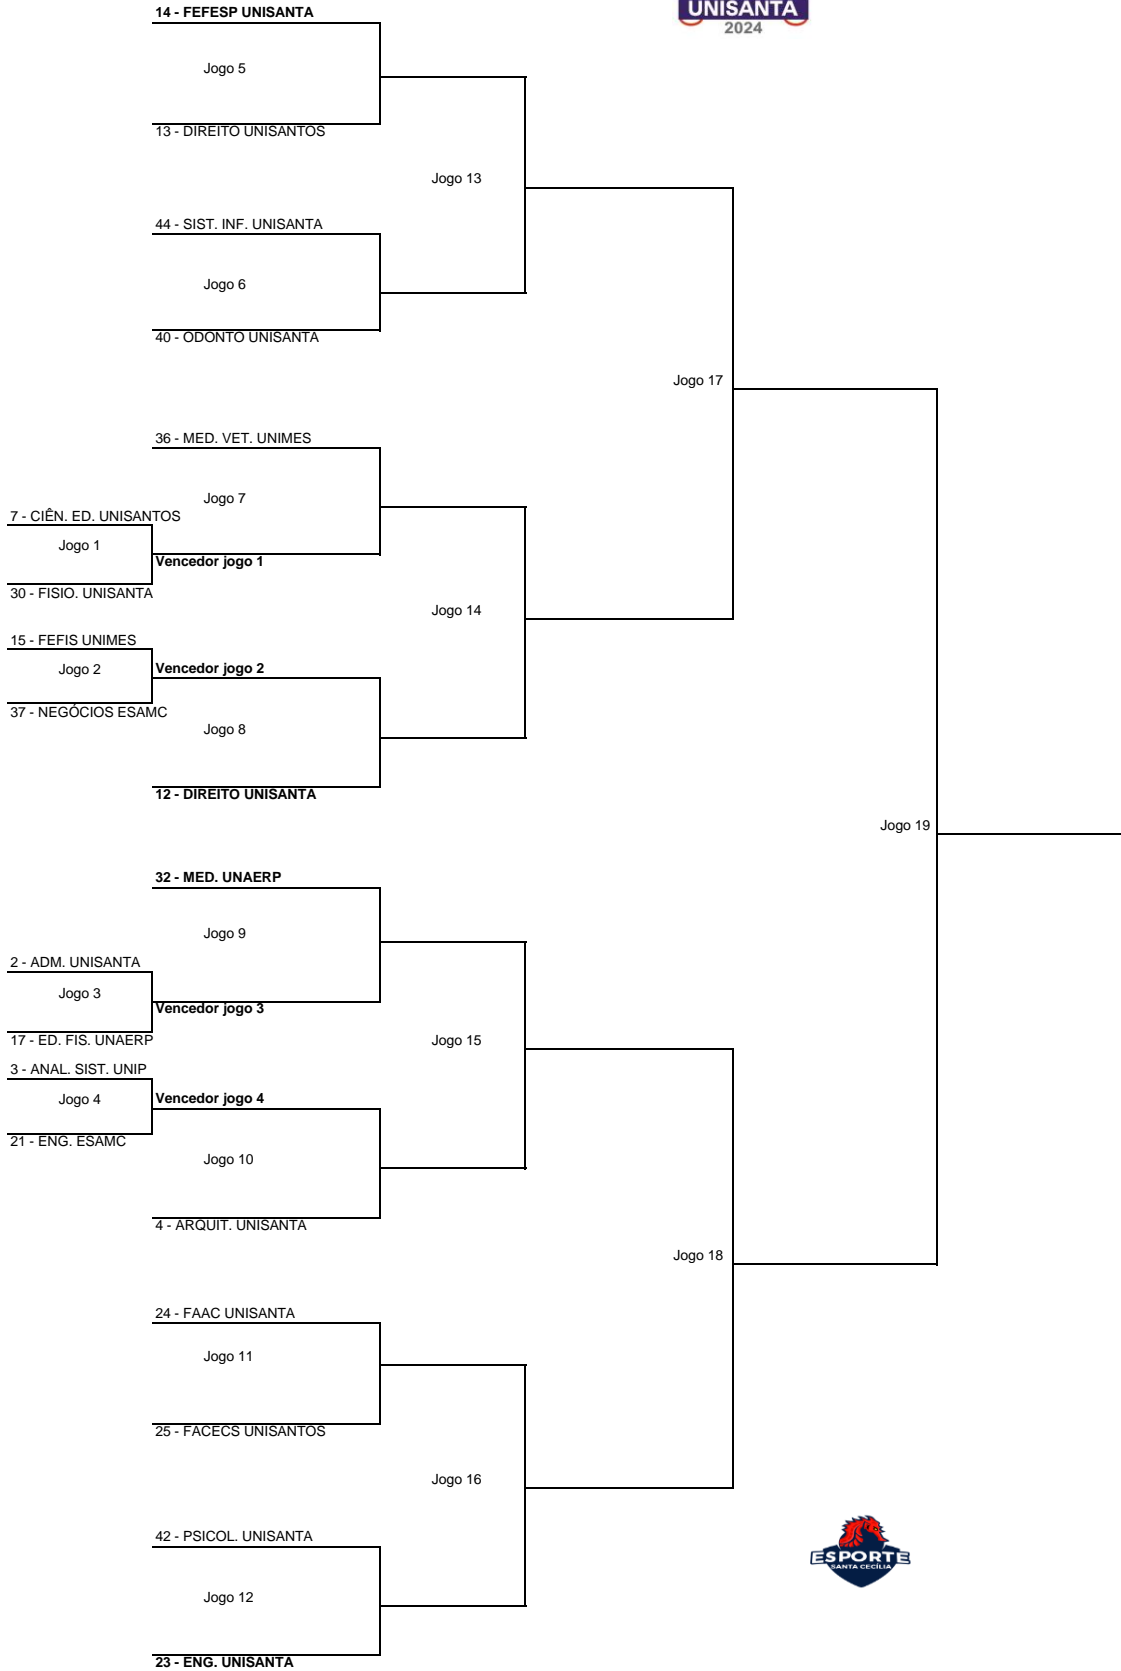 14 - FEFESP UNISANTA
UNISANTA
2024
Jogo 5
13 - DIREITO UNISANTOS
Jogo 13
44 - SIST. INF. UNISANTA
Jogo 6
40 - ODONTO UNISANTA
Jogo 17
36 - MED. VET. UNIMES
Jogo 7
7 - CIÊN. ED. UNISANTOS
Jogo 1
Vencedor jogo 1
30 - FISIO. UNISANTA
Jogo 14
15 - FEFIS UNIMES
Jogo 2
Vencedor jogo 2
37 - NEGÓCIOS ESAMC
Jogo 8
12 - DIREITO UNISANTA
Jogo 19
32 - MED. UNAERP
Jogo 9
2 - ADM. UNISANTA
Jogo 3
Vencedor jogo 3
17 - ED. FIS. UNAERP
Jogo 15
3 - ANAL. SIST. UNIP
Jogo 4
Vencedor jogo 4
21 - ENG. ESAMC
Jogo 10
4 - ARQUIT. UNISANTA
Jogo 18
24 - FAAC UNISANTA
Jogo 11
25 - FACECS UNISANTOS
Jogo 16
42 - PSICOL. UNISANTA
ESPORTE
SANTA CECÍLIA
Jogo 12
23 - ENG. UNISANTA